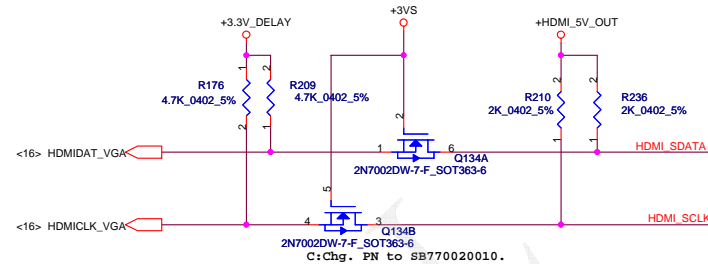 +3.3V_DELAY
+3VS
+HDMI_5V_OUT
1
2
R176
4.7K_0402_5%
R209
4.7K_0402_5%
2
1
2
2
2
R210
2K_0402_5%
R236
2K_0402_5%
1
1
<16> HDMIDAT_VGA
1
6
Q134A
2N7002DW-7-F_SOT363-6
HDMI_SDATA
5
<16> HDMICLK_VGA
4
3
Q134B
2N7002DW-7-F_SOT363-6
HDMI_SCLK
C:Chg. PN to SB770020010.